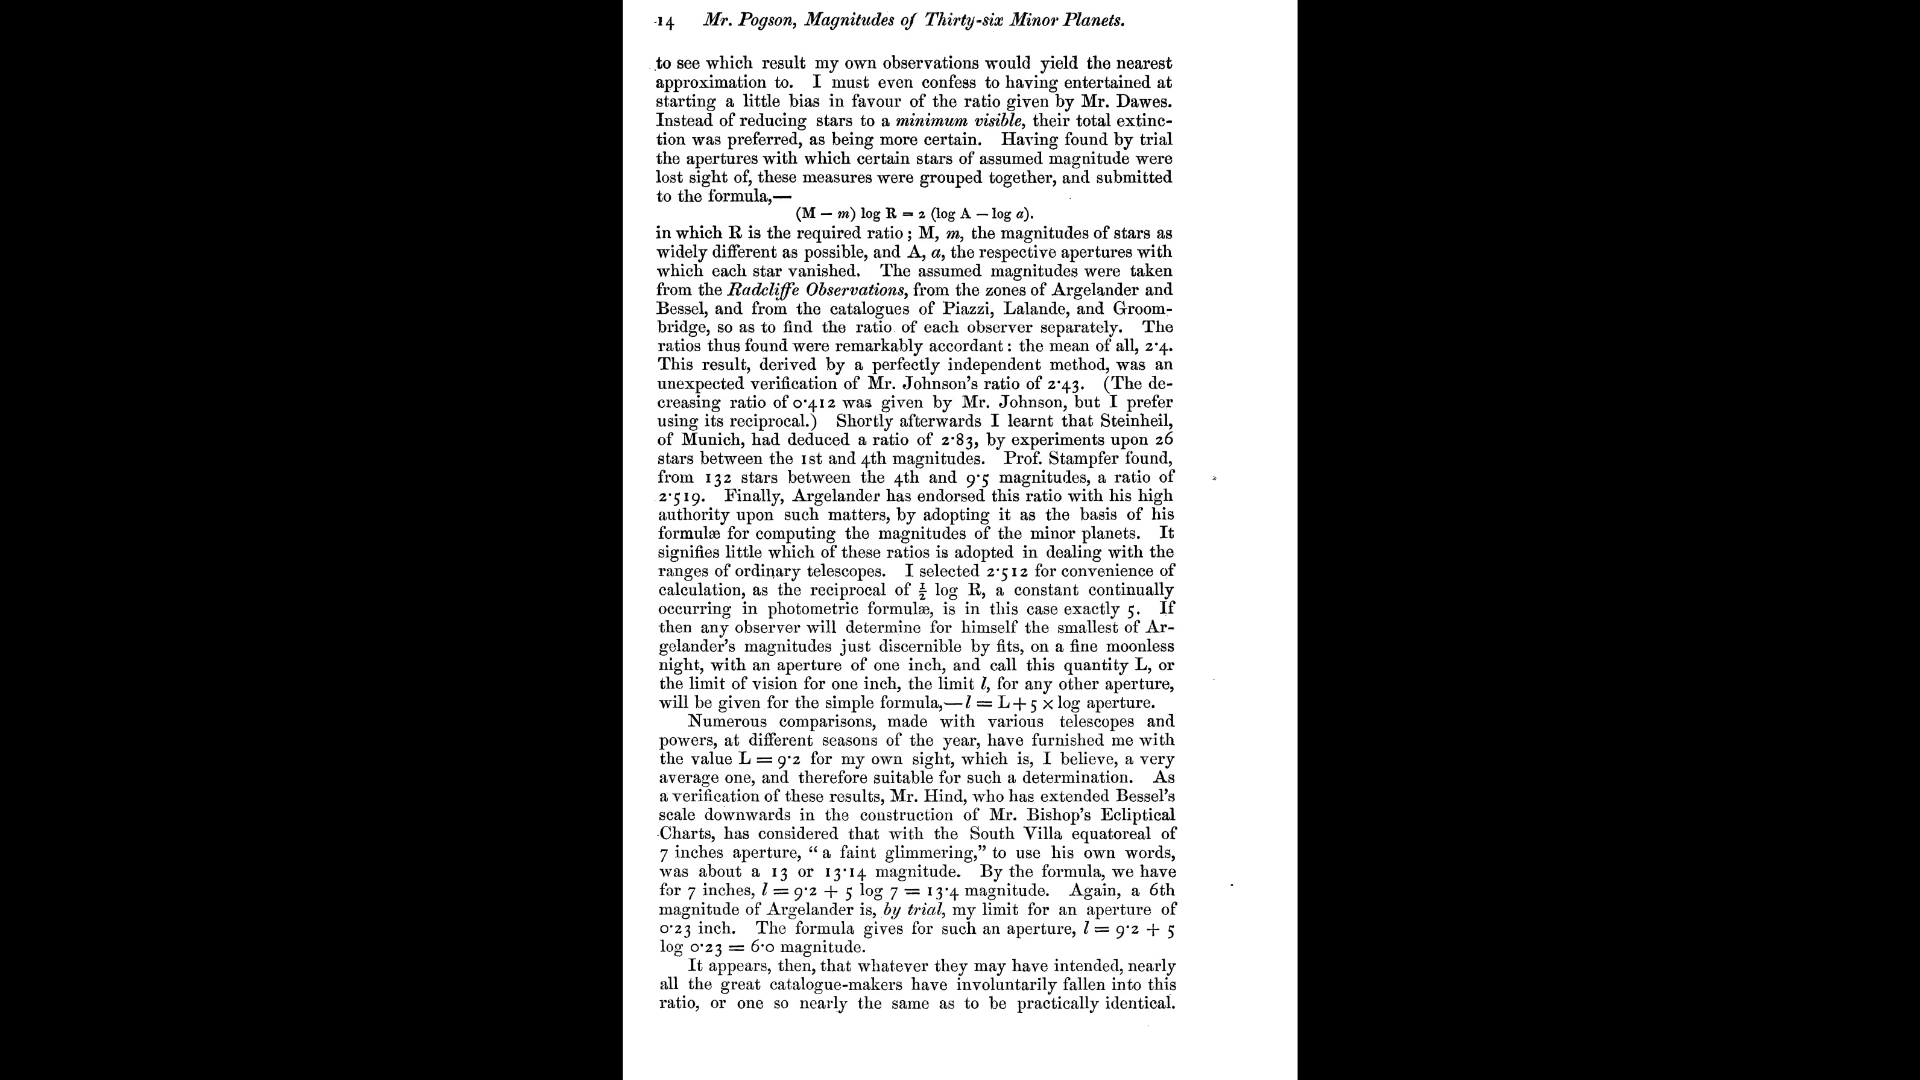 14 Mr. Pogson, Magnitudes of Thirty-six Minor Planets.
to see which result my own observations would yield the nearest
approximation to. I must even confess to having entertained at
starting a little bias in favour of the ratio given by Mr. Dawes.
Instead of reducing stars to a minimum visible, their total extinc-
tion was preferred, as being more certain. Having found by trial
the apertures with which certain stars of assumed magnitude were
lost sight of, these measures were grouped together, and submitted
to the formula,—
(M – m) log R = 2 (log A – log a).
in which R is the required ratio; M, m, the magnitudes of stars as
widely different as possible, and A, a, the respective apertures with
which each star vanished. The assumed magnitudes were taken
from the Radcliffe Observations, from the zones of Argelander and
Bessel, and from the catalogues of Piazzi, Lalande, and Groom-
bridge, so as to find the ratio of each observer separately. The
ratios thus found were remarkably accordant: the mean of all, 2·4.
This result, derived by a perfectly independent method, was an
unexpected verification of Mr. Johnson's ratio of 2·43. (The de-
creasing ratio of 0·412 was given by Mr. Johnson, but I prefer
using its reciprocal.) Shortly afterwards I learnt that Steinheil,
of Munich, had deduced a ratio of 2·83, by experiments upon 26
stars between the 1st and 4th magnitudes. Prof. Stampfer found,
from 132 stars between the 4th and 9·5 magnitudes, a ratio of
2·519. Finally, Argelander has endorsed this ratio with his high
authority upon such matters, by adopting it as the basis of his
formulæ for computing the magnitudes of the minor planets. It
signifies little which of these ratios is adopted in dealing with the
ranges of ordinary telescopes. I selected 2·512 for convenience of
calculation, as the reciprocal of ½ log R, a constant continually
occurring in photometric formulæ, is in this case exactly 5. If
then any observer will determine for himself the smallest of Ar-
gelander's magnitudes just discernible by fits, on a fine moonless
night, with an aperture of one inch, and call this quantity L, or
the limit of vision for one inch, the limit l, for any other aperture,
will be given for the simple formula,—l = L+5 × log aperture.
Numerous comparisons, made with various telescopes and
powers, at different seasons of the year, have furnished me with
the value L = 9·2 for my own sight, which is, I believe, a very
average one, and therefore suitable for such a determination. As
a verification of these results, Mr. Hind, who has extended Bessel's
scale downwards in the construction of Mr. Bishop's Ecliptical
Charts, has considered that with the South Villa equatoreal of
7 inches aperture, "a faint glimmering," to use his own words,
was about a 13 or 13·14 magnitude. By the formula, we have
for 7 inches, l = 9·2 + 5 log 7 = 13·4 magnitude. Again, a 6th
magnitude of Argelander is, by trial, my limit for an aperture of
0·23 inch. The formula gives for such an aperture, l = 9·2 + 5
log 0·23 = 6·0 magnitude.
It appears, then, that whatever they may have intended, nearly
all the great catalogue-makers have involuntarily fallen into this
ratio, or one so nearly the same as to be practically identical.